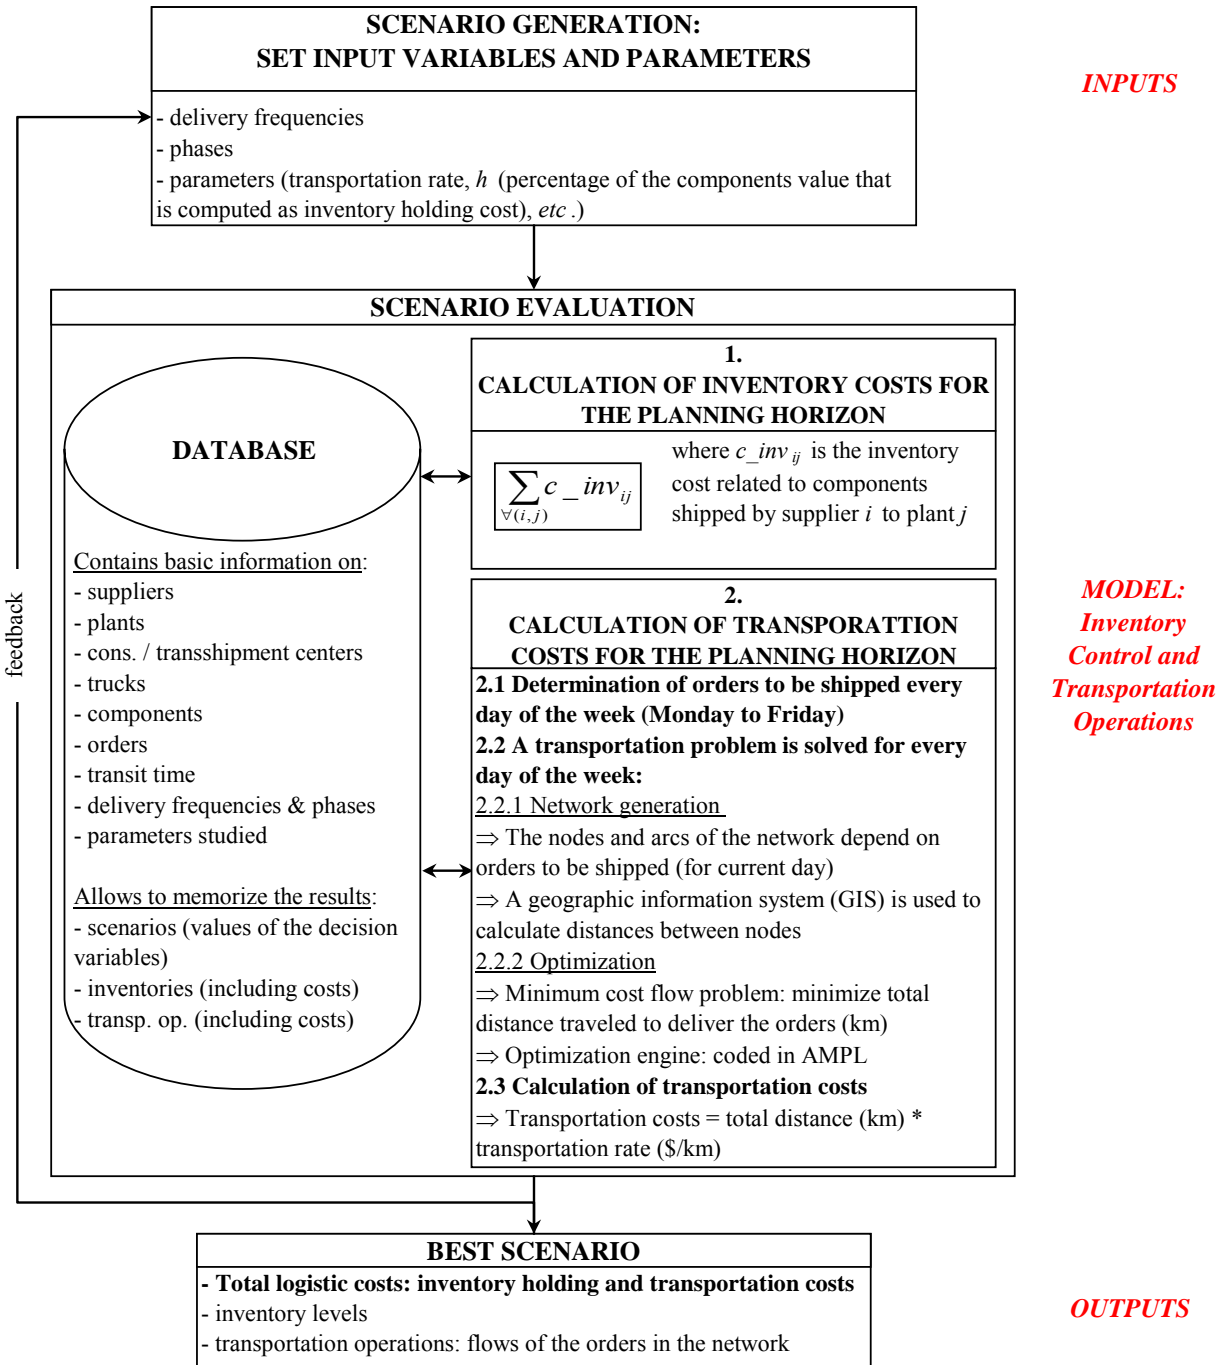 SCENARIO GENERATION:
SET INPUT VARIABLES AND PARAMETERS
INPUTS
- delivery frequencies
- phases
- parameters (transportation rate, h (percentage of the components value that
is computed as inventory holding cost), etc.)
SCENARIO EVALUATION
DATABASE
Contains basic information on:
- suppliers
- plants
- cons. / transshipment centers
- trucks
- components
- orders
- transit time
- delivery frequencies & phases
- parameters studied
Allows to memorize the results:
- scenarios (values of the decision
variables)
- inventories (including costs)
- transp. op. (including costs)
1.
CALCULATION OF INVENTORY COSTS FOR
THE PLANNING HORIZON
∑ c_inv ij
∀(i,j)
where c_inv ij is the inventory
cost related to components
shipped by supplier i to plant j
2.
CALCULATION OF TRANSPORATTION
COSTS FOR THE PLANNING HORIZON
2.1 Determination of orders to be shipped every
day of the week (Monday to Friday)
2.2 A transportation problem is solved for every
day of the week:
2.2.1 Network generation
⇒ The nodes and arcs of the network depend on
orders to be shipped (for current day)
⇒ A geographic information system (GIS) is used to
calculate distances between nodes
2.2.2 Optimization
⇒ Minimum cost flow problem: minimize total
distance traveled to deliver the orders (km)
⇒ Optimization engine: coded in AMPL
2.3 Calculation of transportation costs
⇒ Transportation costs = total distance (km) *
transportation rate ($/km)
MODEL:
Inventory
Control and
Transportation
Operations
feedback
BEST SCENARIO
- Total logistic costs: inventory holding and transportation costs
- inventory levels
- transportation operations: flows of the orders in the network
OUTPUTS